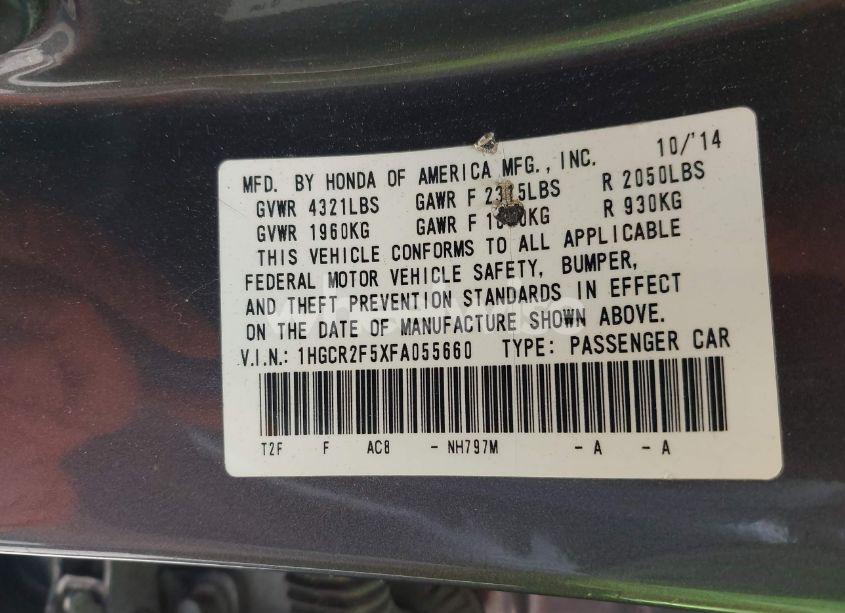 MFD. BY HONDA OF AMERICA MFG., INC. 10/'14
GVWR 4321LBS GAWR F LBS R 2050LBS
GVWR 1960KG GAWR F KG R 930KG
THIS VEHICLE CONFORMS TO ALL APPLICABLE
FEDERAL MOTOR VEHICLE SAFETY, BUMPER,
AND THEFT PREVENTION STANDARDS IN EFFECT
ON THE DATE OF MANUFACTURE SHOWN ABOVE.
V.I.N.: 1HGCR2F5XFA055660 TYPE: PASSENGER CAR
T2F F AC8 - NH797M - A - A